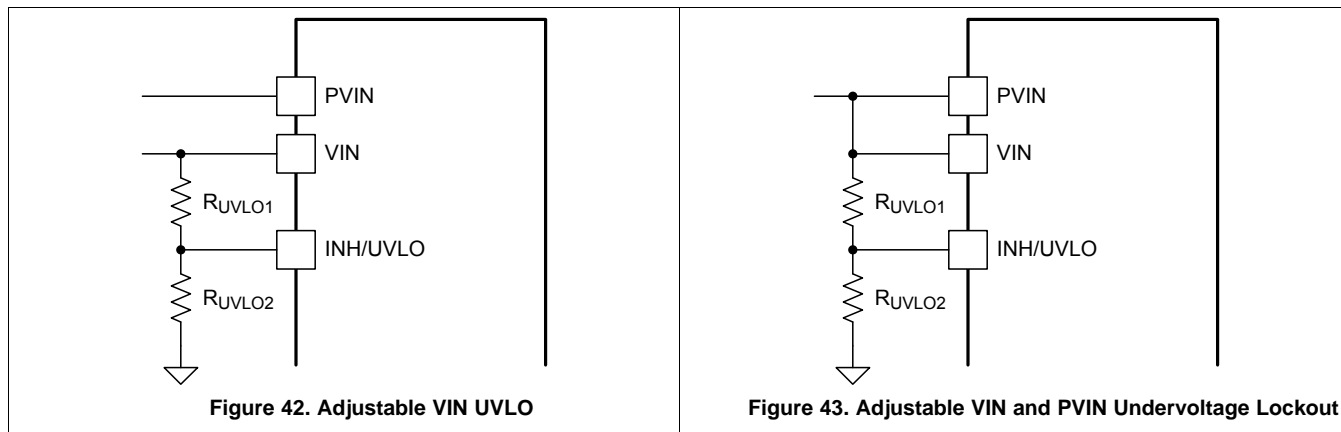 PVIN
VIN
RUVLO1
INH/UVLO
RUVLO2
Figure 42. Adjustable VIN UVLO
PVIN
VIN
RUVLO1
INH/UVLO
RUVLO2
Figure 43. Adjustable VIN and PVIN Undervoltage Lockout